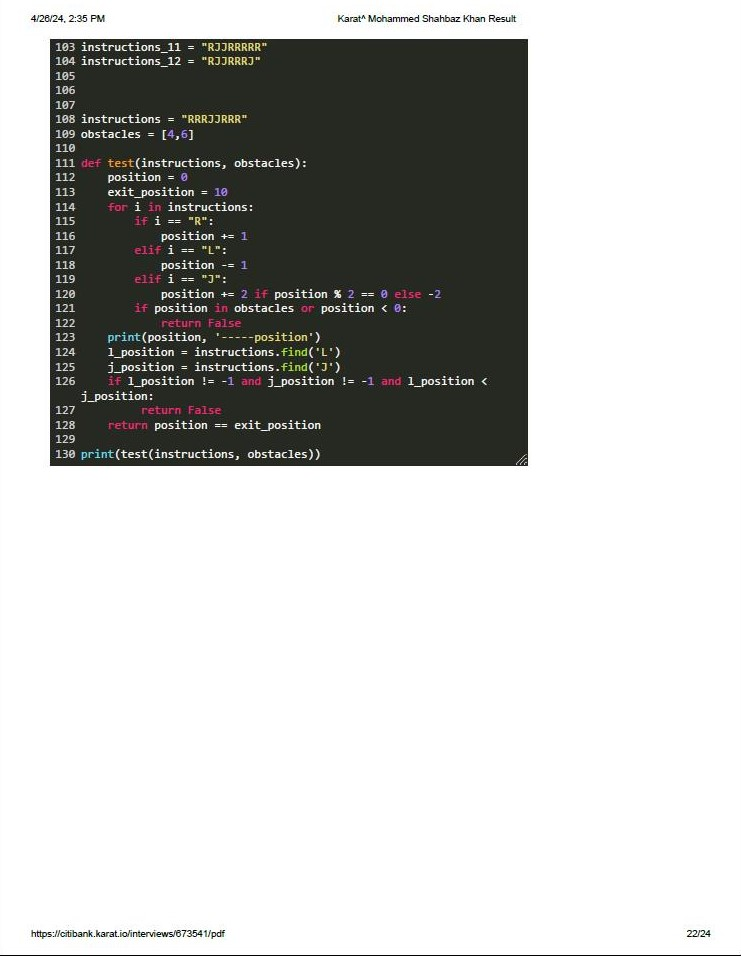 4/26/24, 2:35 PM Karat^ Mohammed Shahbaz Khan Result
103 instructions_11 = "RJJRRRRR"
104 instructions_12 = "RJJRRRJ"
105
106
107
108 instructions = "RRRJJRRR"
109 obstacles = [4,6]
110
111 def test(instructions, obstacles):
112     position = 0
113     exit_position = 10
114     for i in instructions:
115         if i == "R":
116             position += 1
117         elif i == "L":
118             position -= 1
119         elif i == "J":
120             position += 2 if position % 2 == 0 else -2
121         if position in obstacles or position < 0:
122             return False
123     print(position, '-----position')
124     l_position = instructions.find('L')
125     j_position = instructions.find('J')
126     if l_position != -1 and j_position != -1 and l_position <
j_position:
127          return False
128     return position == exit_position
129
130 print(test(instructions, obstacles))
https://citibank.karat.io/interviews/673541/pdf 22/24